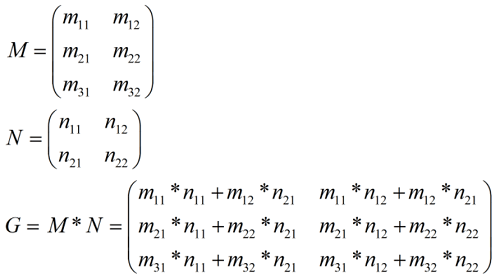 M = ( m₁₁ m₁₂
m₂₁ m₂₂
m₃₁ m₃₂ )
N = ( n₁₁ n₁₂
n₂₁ n₂₂ )
G = M * N = ( m₁₁ * n₁₁ + m₁₂ * n₂₁ m₁₁ * n₁₂ + m₁₂ * n₂₁
m₂₁ * n₁₁ + m₂₂ * n₂₁ m₂₁ * n₁₂ + m₂₂ * n₂₂
m₃₁ * n₁₁ + m₃₂ * n₂₁ m₃₁ * n₁₂ + m₃₂ * n₂₂ )